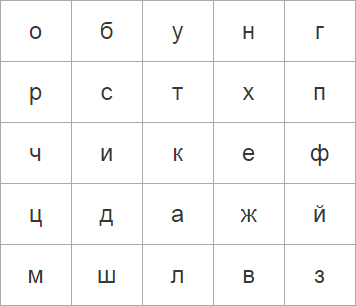 о б у н г
р с т х п
ч и к е ф
ц д а ж й
м ш л в з